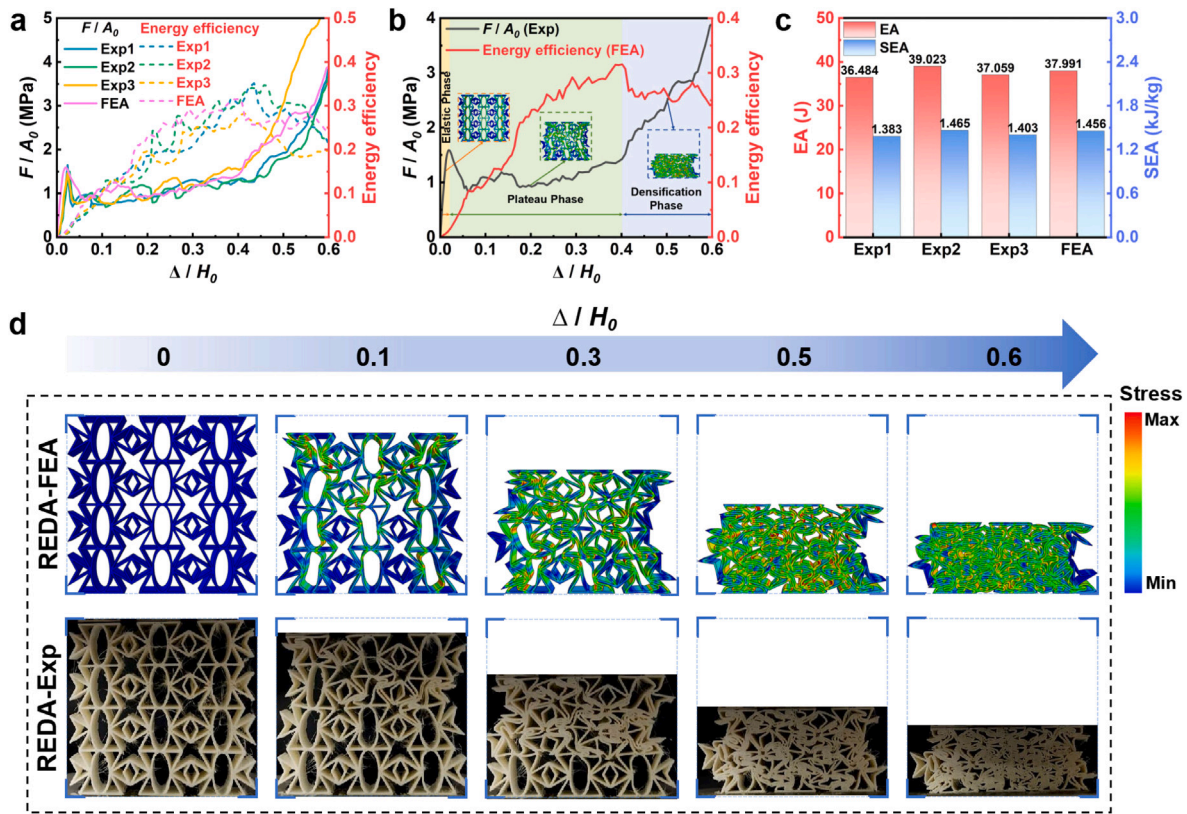 a
F / A0 (MPa)
5
4
3
2
1
0
F / A0
Exp1
Exp2
Exp3
FEA
Energy efficiency
Exp1
Exp2
Exp3
FEA
0.5
0.4
0.3
0.2
0.1
0.0
Energy efficiency
0.0 0.1 0.2 0.3 0.4 0.5 0.6
Δ / H0
b
F / A0 (MPa)
4
3
2
1
0
F / A0 (Exp)
Energy efficiency (FEA)
Elastic Phase
Plateau Phase
Densification
Phase
0.4
0.3
0.2
0.1
0.0
Energy efficiency
0.0 0.1 0.2 0.3 0.4 0.5 0.6
Δ / H0
c
EA (J)
50
40
30
20
10
0
EA
SEA
36.484
1.383
39.023
1.465
37.059
1.403
37.991
1.456
3.0
2.4
1.8
1.2
0.6
0.0
SEA (kJ/kg)
Exp1 Exp2 Exp3 FEA
d
Δ / H0
0 0.1 0.3 0.5 0.6
REDA-FEA
REDA-Exp
Stress
Max
Min